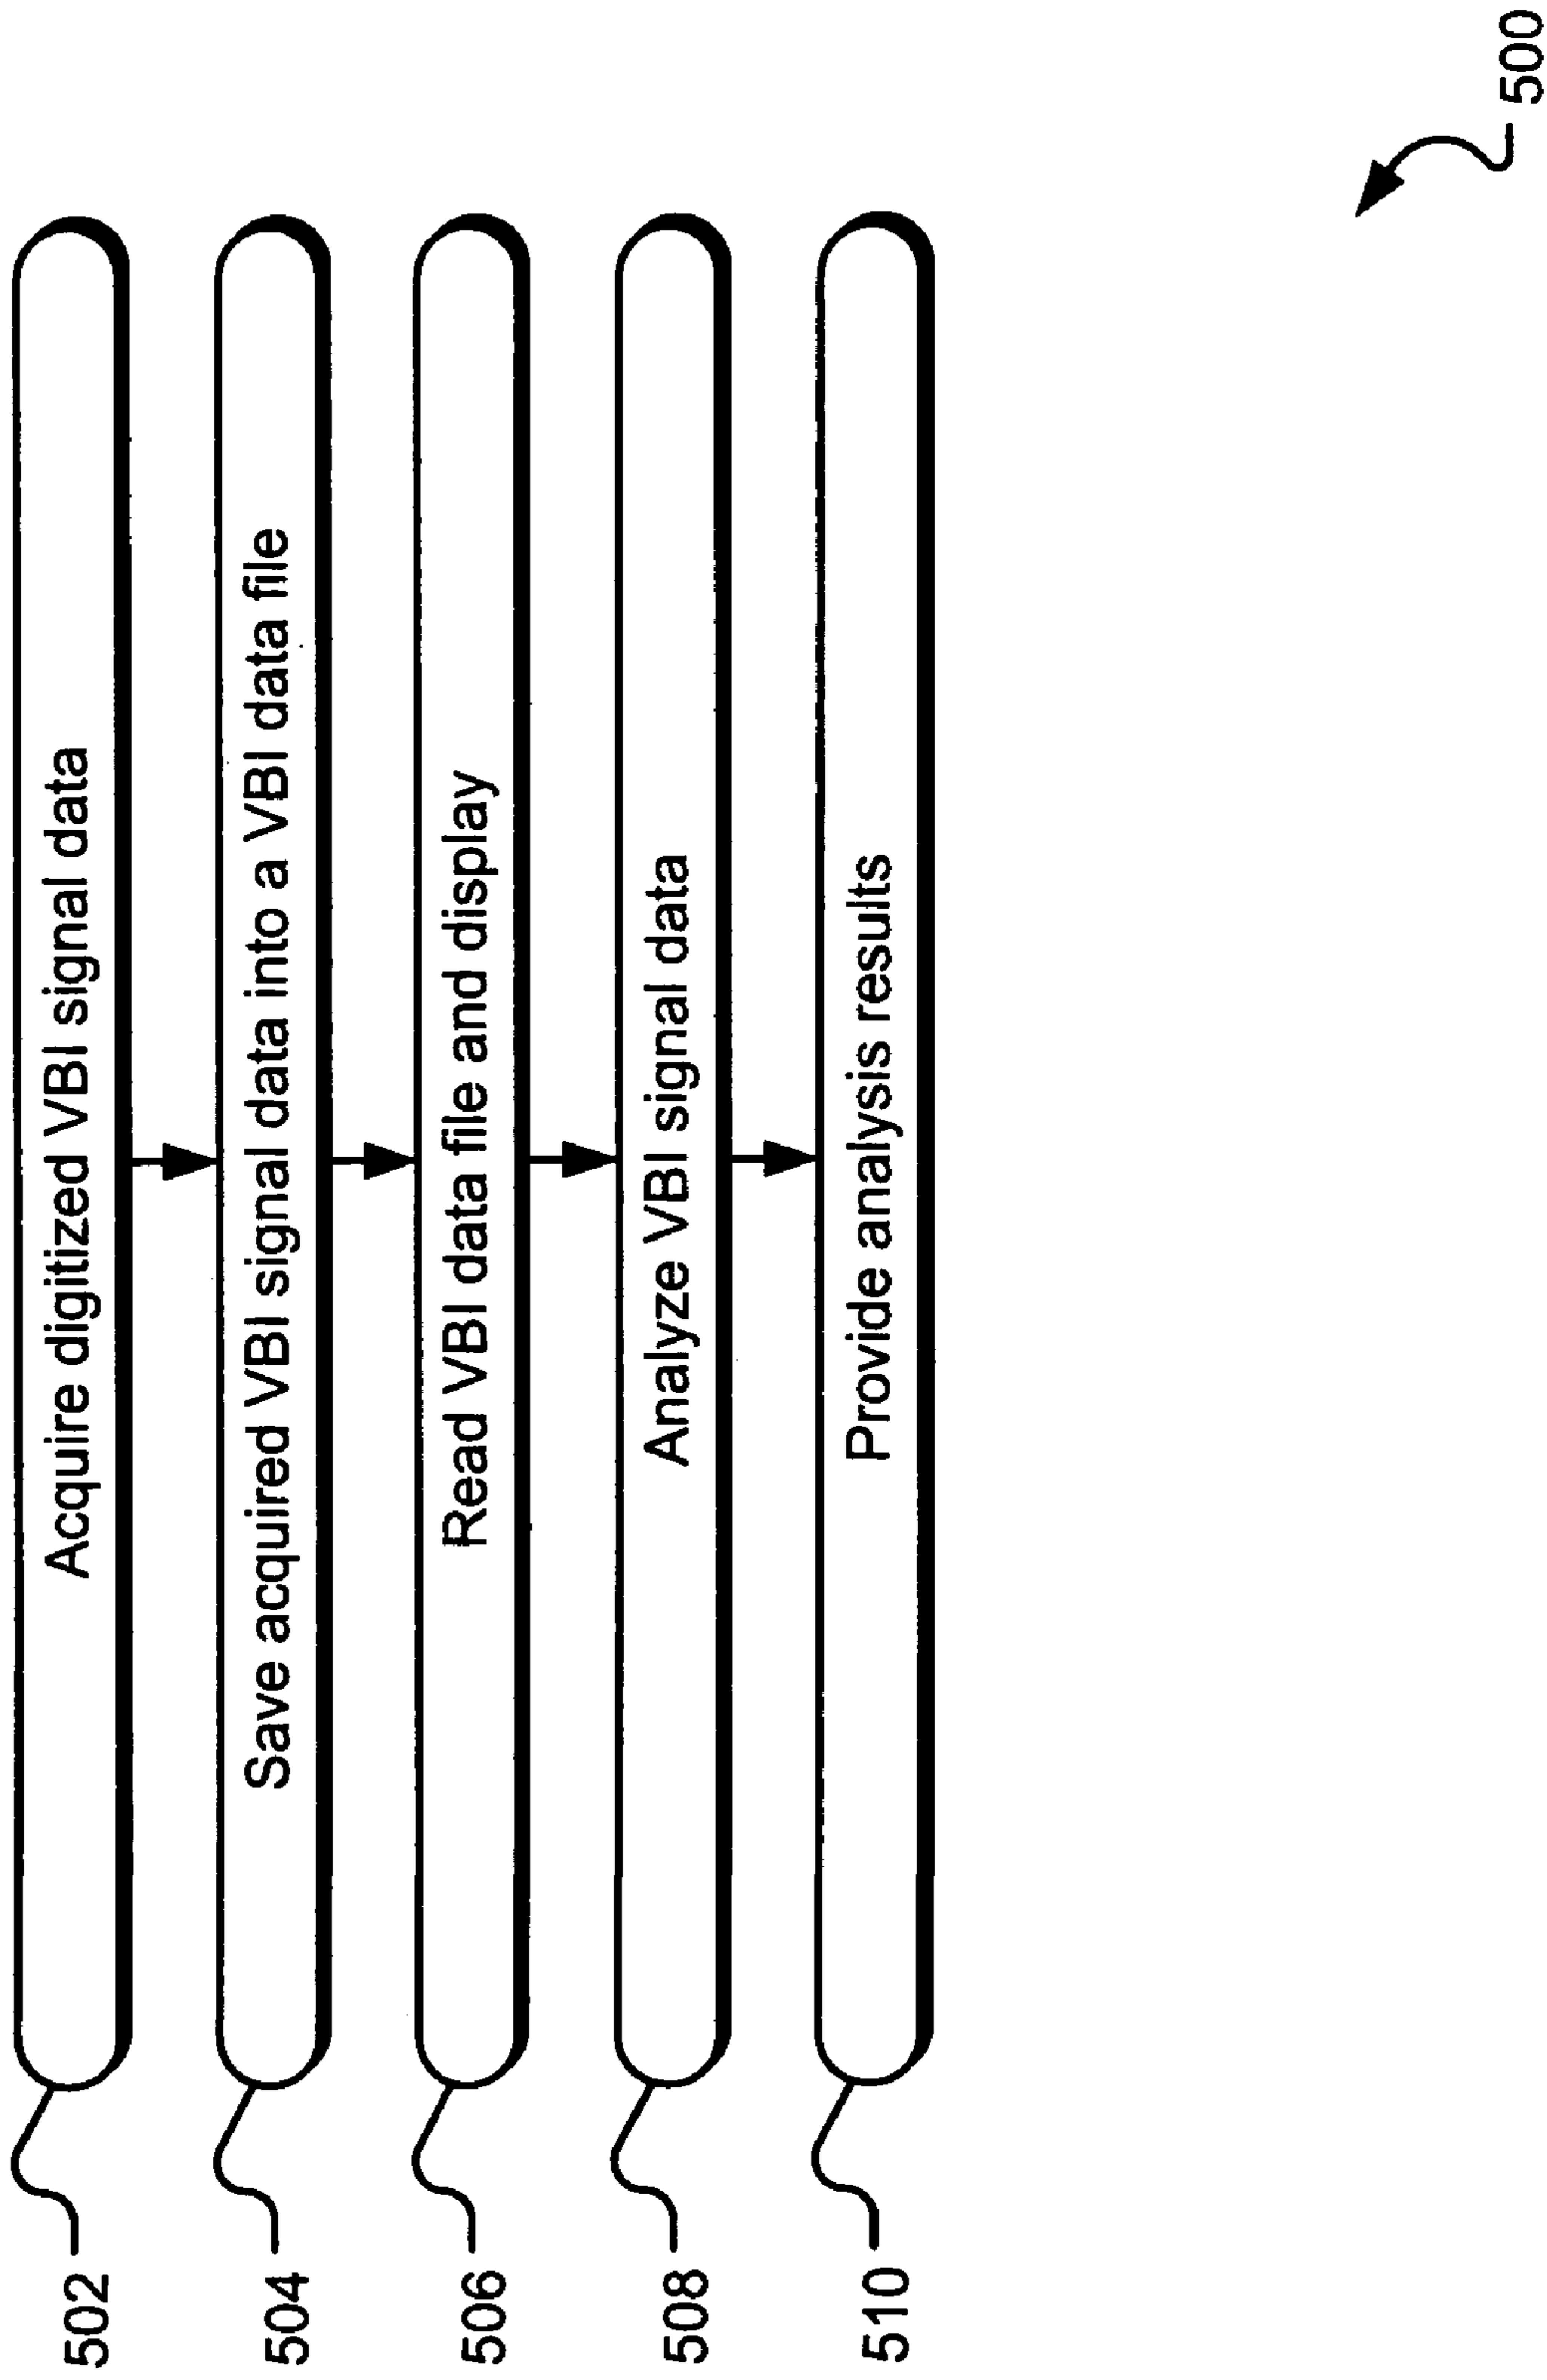 502
Acquire digitized VBI signal data
504
Save acquired VBI signal data into a VBI data file
506
Read VBI data file and display
508
Analyze VBI signal data
510
Provide analysis results
500